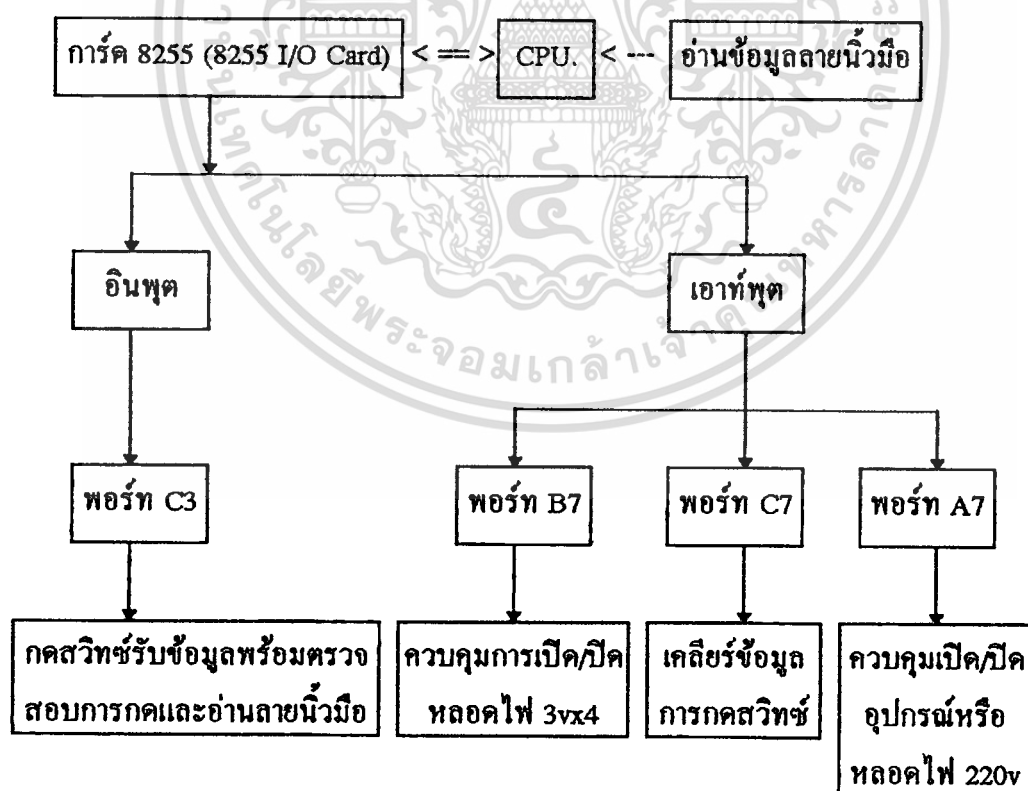 การ์ด 8255 (8255 I/O Card) < == > CPU. < --- อ่านข้อมูลลายนิ้วมือ
อินพุต
เอาท์พุต
พอร์ท C3
พอร์ท B7
พอร์ท C7
พอร์ท A7
กดสวิทซ์รับข้อมูลพร้อมตรวจ
สอบการกดและอ่านลายนิ้วมือ
ควบคุมการเปิด/ปิด
หลอดไฟ 3vx4
เคลียร์ข้อมูล
การกดสวิทซ์
ควบคุมเปิด/ปิด
อุปกรณ์หรือ
หลอดไฟ 220v